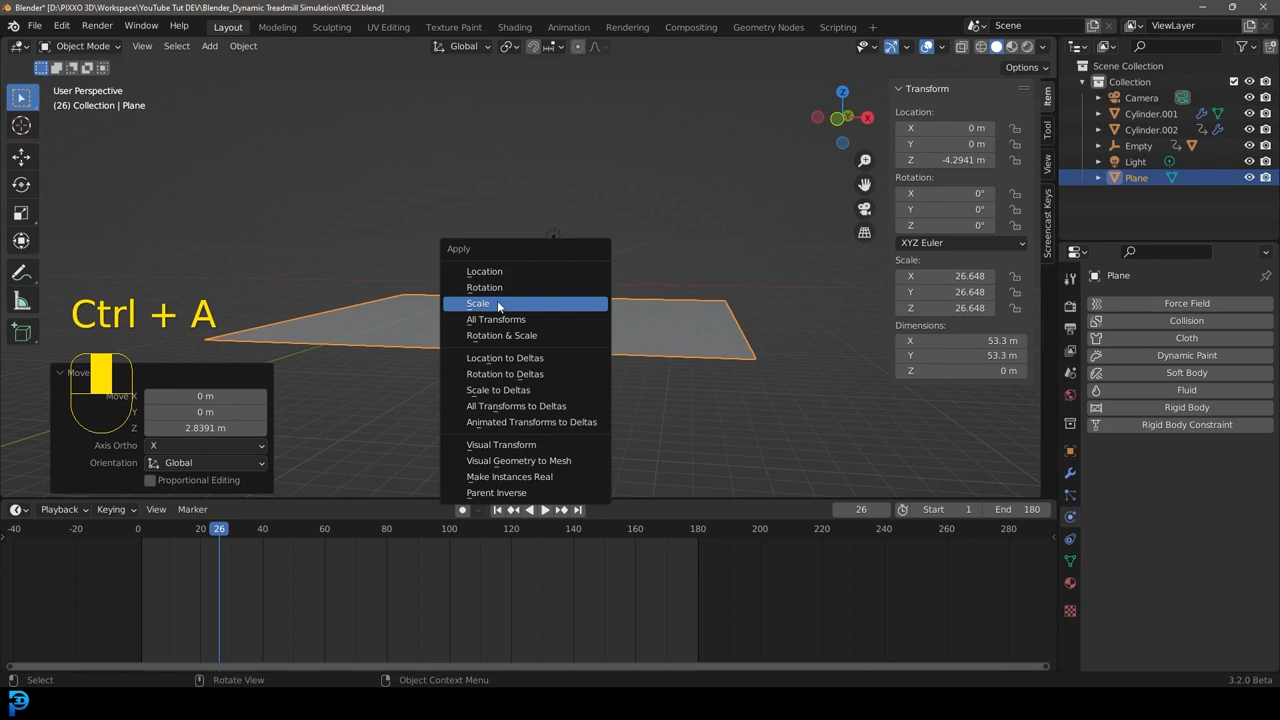 Blender* [D:\PIXXO 3D\Workspace\YouTube Tut DEV\Blender_Dynamic Treadmill Simulation\REC2.blend]
File Edit Render Window Help Layout Modeling Sculpting UV Editing Texture Paint Shading Animation Rendering Compositing Geometry Nodes Scripting + Scene ViewLayer
Object Mode View Select Add Object Global
Options
User Perspective
(26) Collection | Plane
Z
X
Y
Transform
Location:
X 0 m
Y 0 m
Z -4.2941 m
Rotation:
X 0°
Y 0°
Z 0°
XYZ Euler
Scale:
X 26.648
Y 26.648
Z 26.648
Dimensions:
X 53.3 m
Y 53.3 m
Z 0 m
Item
Tool
View
Screencast Keys
Scene Collection
Collection
Camera
Cylinder.001
Cylinder.002
Empty
Light
Plane
Plane
Force Field
Collision
Cloth
Dynamic Paint
Soft Body
Fluid
Rigid Body
Rigid Body Constraint
Apply
Location
Rotation
Scale
All Transforms
Rotation & Scale
Location to Deltas
Rotation to Deltas
Scale to Deltas
All Transforms to Deltas
Animated Transforms to Deltas
Visual Transform
Visual Geometry to Mesh
Make Instances Real
Parent Inverse
Ctrl + A
Move
Move X 0 m
Y 0 m
Z 2.8391 m
Axis Ortho X
Orientation Global
Proportional Editing
Playback Keying View Marker 26 Start 1 End 180
-40 -20 20 26 40 60 80 100 120 140 160 180 200 220 240 260 280
Select Rotate View Object Context Menu 3.2.0 Beta